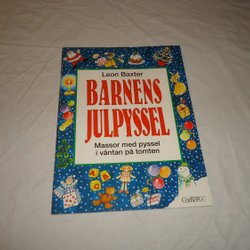 Leon Baxter
BARNENS
JULPYSSEL
Massor med pyssel
i väntan på tomten